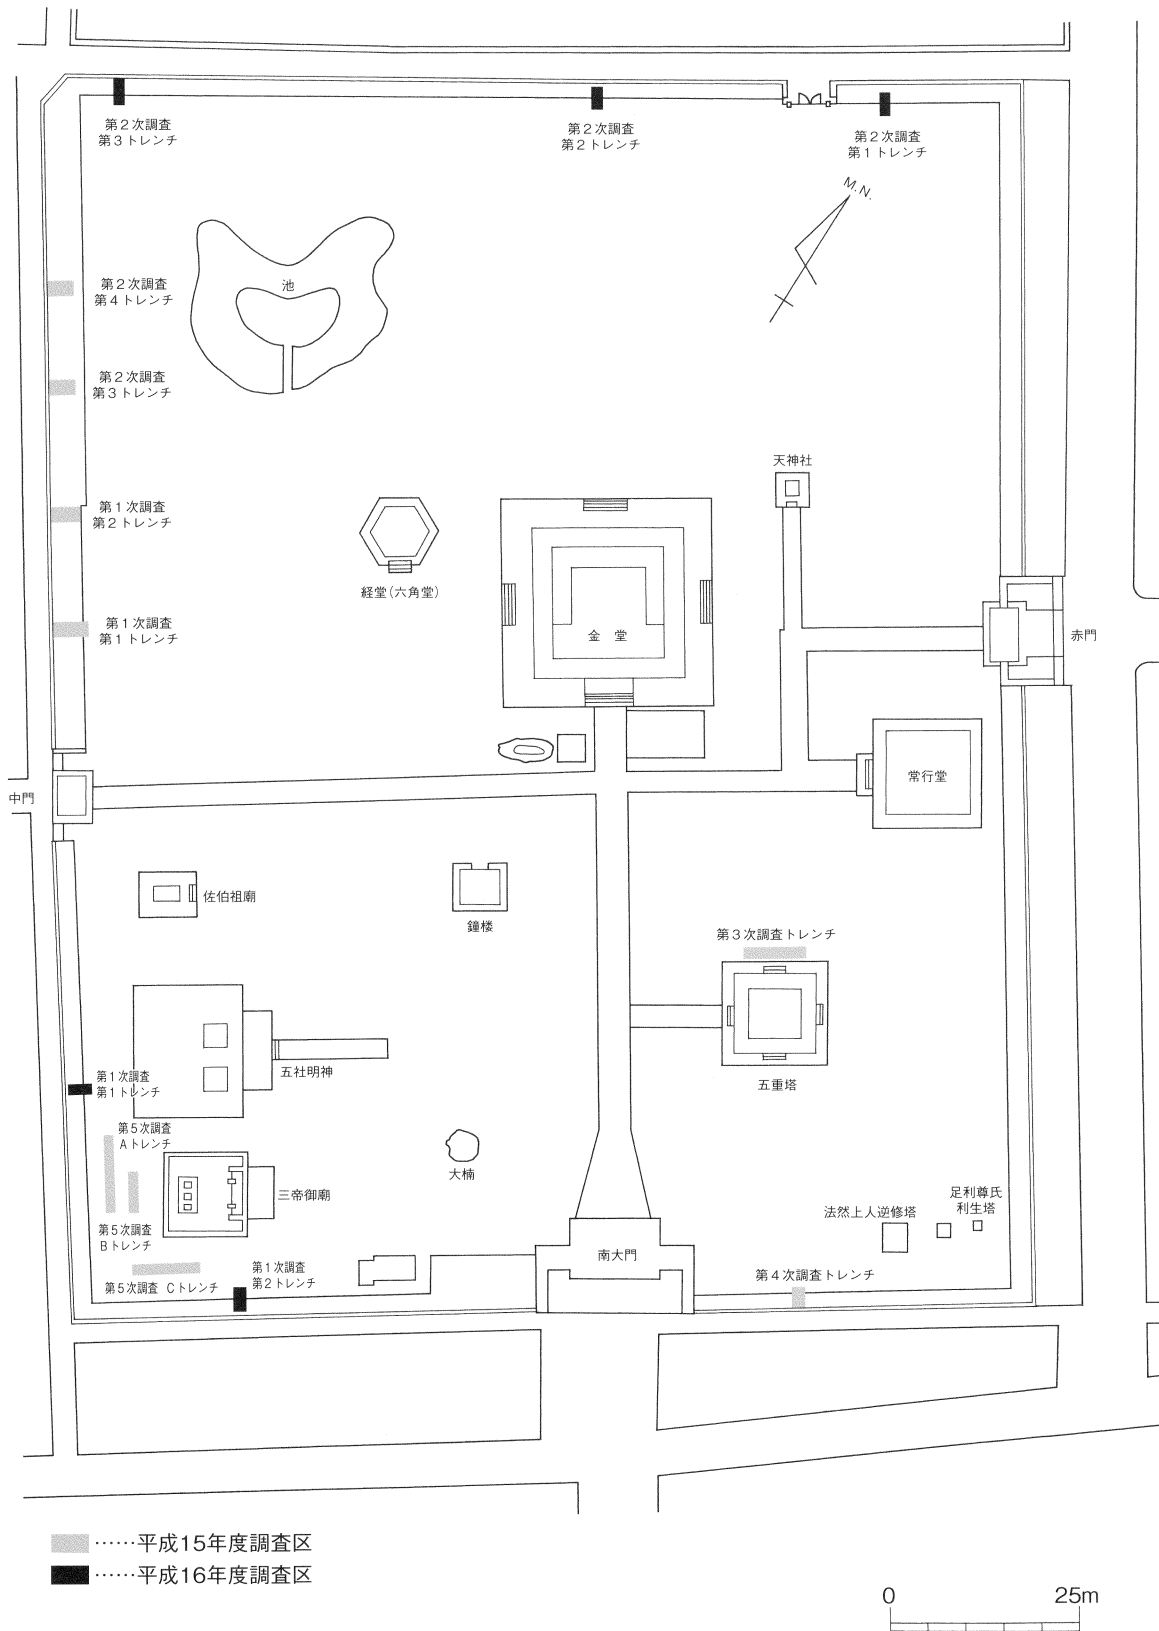 第２次調査
第３トレンチ
第２次調査
第２トレンチ
第２次調査
第１トレンチ
M.N.
池
第２次調査
第４トレンチ
第２次調査
第３トレンチ
天神社
第１次調査
第２トレンチ
経堂（六角堂）
第１次調査
第１トレンチ
金 堂
赤門
常行堂
中門
佐伯祖廟
鐘楼
第３次調査トレンチ
五社明神
五重塔
第１次調査
第１トレンチ
第５次調査
Ａトレンチ
大楠
三帝御廟
足利尊氏
利生塔
法然上人逆修塔
第５次調査
Ｂトレンチ
南大門
第１次調査
第２トレンチ
第４次調査トレンチ
第５次調査 Ｃトレンチ
……平成15年度調査区
……平成16年度調査区
0 25m